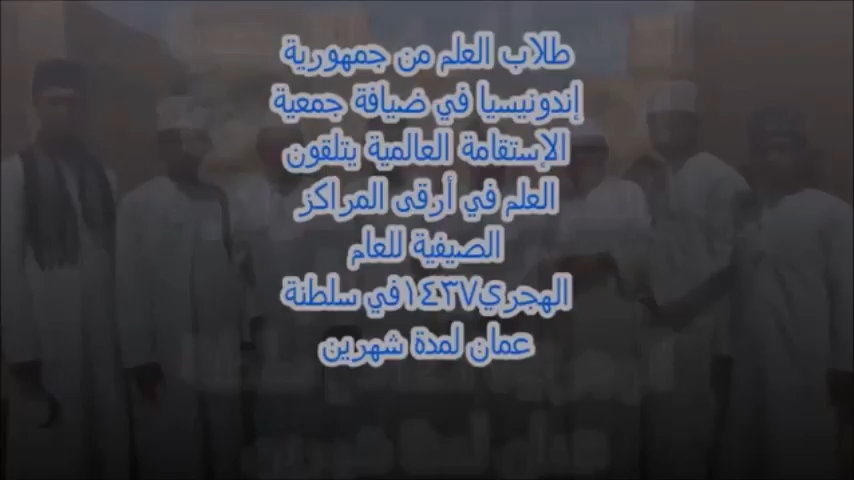 طلاب العلم من جمهورية
إندونيسيا في ضيافة جمعية
الإستقامة العالمية يتلقون
العلم في أرقى المراكز
الصيفية للعام
الهجري١٤٣٧في سلطنة
عمان لمدة شهرين